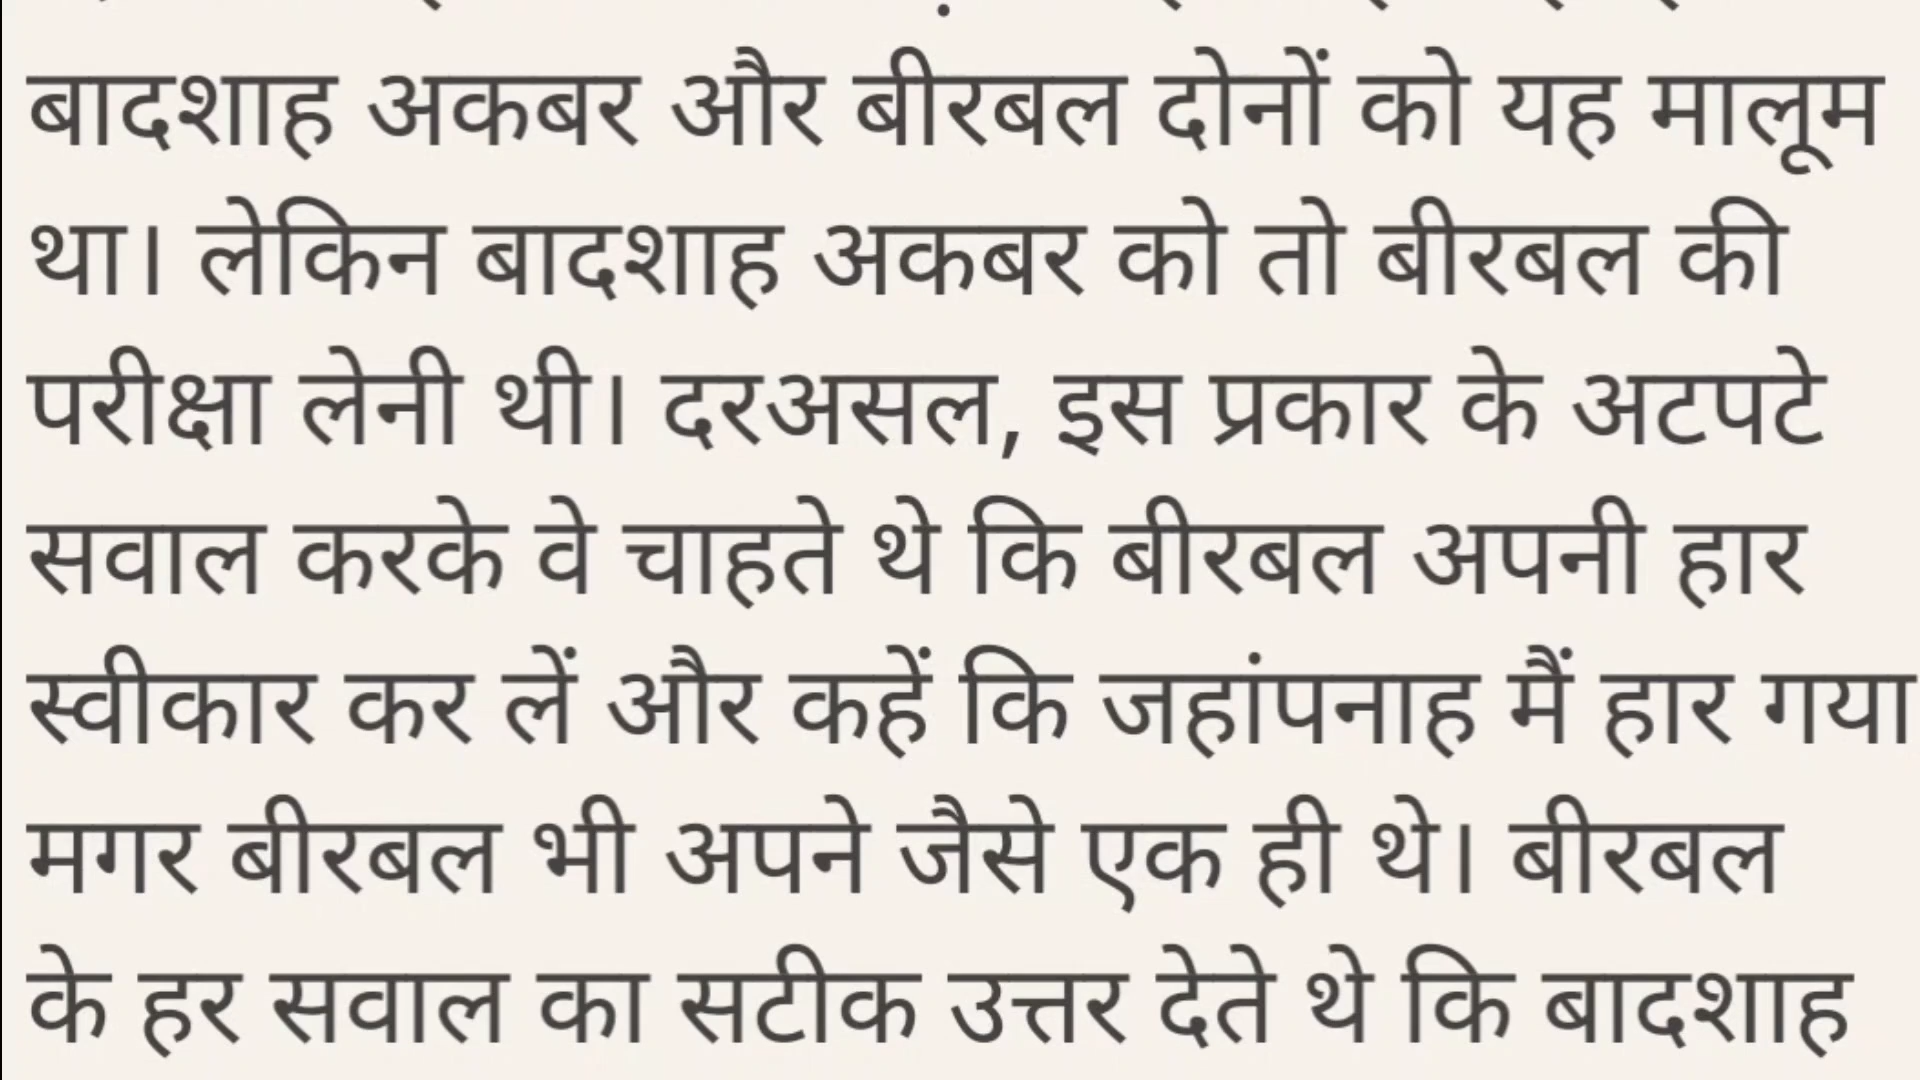 बादशाह अकबर और बीरबल दोनों को यह मालूम
था। लेकिन बादशाह अकबर को तो बीरबल की
परीक्षा लेनी थी। दरअसल, इस प्रकार के अटपटे
सवाल करके वे चाहते थे कि बीरबल अपनी हार
स्वीकार कर लें और कहें कि जहांपनाह मैं हार गया
मगर बीरबल भी अपने जैसे एक ही थे। बीरबल
के हर सवाल का सटीक उत्तर देते थे कि बादशाह